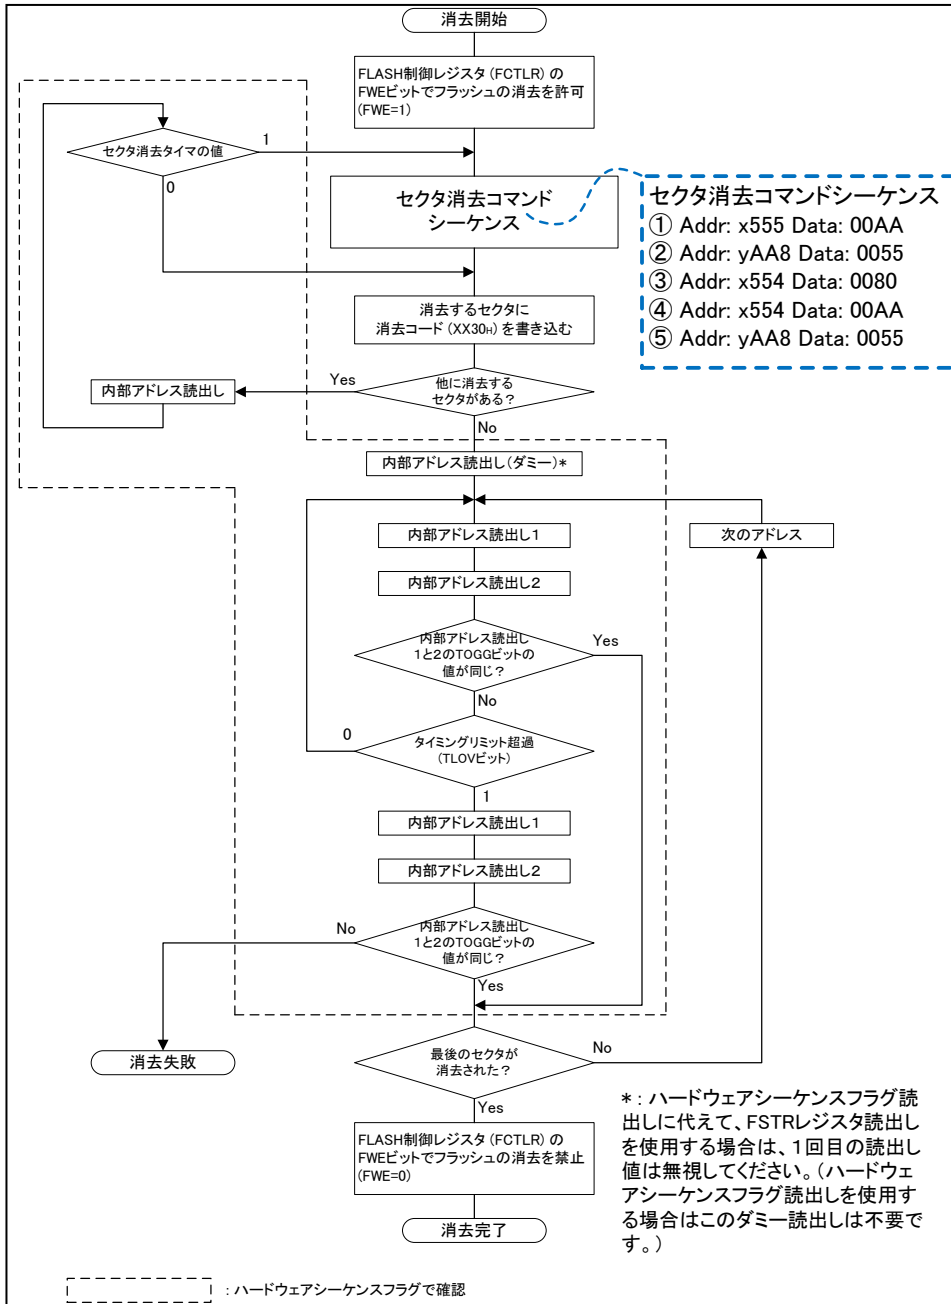 消去開始
FLASH制御レジスタ (FCTLR) の
FWEビットでフラッシュの消去を許可
(FWE=1)
セクタ消去タイマの値
1
0
セクタ消去コマンド
シーケンス
セクタ消去コマンドシーケンス
① Addr: x555 Data: 00AA
② Addr: yAA8 Data: 0055
③ Addr: x554 Data: 0080
④ Addr: x554 Data: 00AA
⑤ Addr: yAA8 Data: 0055
消去するセクタに
消去コード (XX30H) を書き込む
他に消去する
セクタがある?
Yes
内部アドレス読出し
No
内部アドレス読出し(ダミー)*
内部アドレス読出し1
次のアドレス
内部アドレス読出し2
内部アドレス読出し
1と2のTOGGビットの
値が同じ?
Yes
No
タイミングリミット超過
(TLOVビット)
0
1
内部アドレス読出し1
内部アドレス読出し2
内部アドレス読出し
1と2のTOGGビットの
値が同じ?
No
Yes
消去失敗
最後のセクタが
消去された?
No
Yes
FLASH制御レジスタ (FCTLR) の
FWEビットでフラッシュの消去を禁止
(FWE=0)
消去完了
*: ハードウェアシーケンスフラグ読
出しに代えて、FSTRレジスタ読出し
を使用する場合は、1回目の読出し
値は無視してください。(ハードウェ
アシーケンスフラグ読出しを使用す
る場合はこのダミー読出しは不要で
す。)
: ハードウェアシーケンスフラグで確認